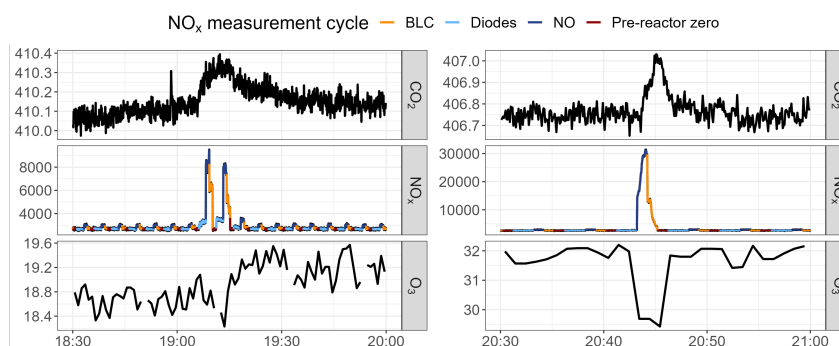 NOx measurement cycle BLC Diodes NO Pre-reactor zero
410.4
410.3
410.2
410.1
410.0
CO2
407.0
406.9
406.8
406.7
CO2
8000
6000
4000
NOx
30000
20000
10000
NOx
19.6
19.2
18.8
18.4
O3
32
31
30
O3
18:30 19:00 19:30 20:00
20:30 20:40 20:50 21:00